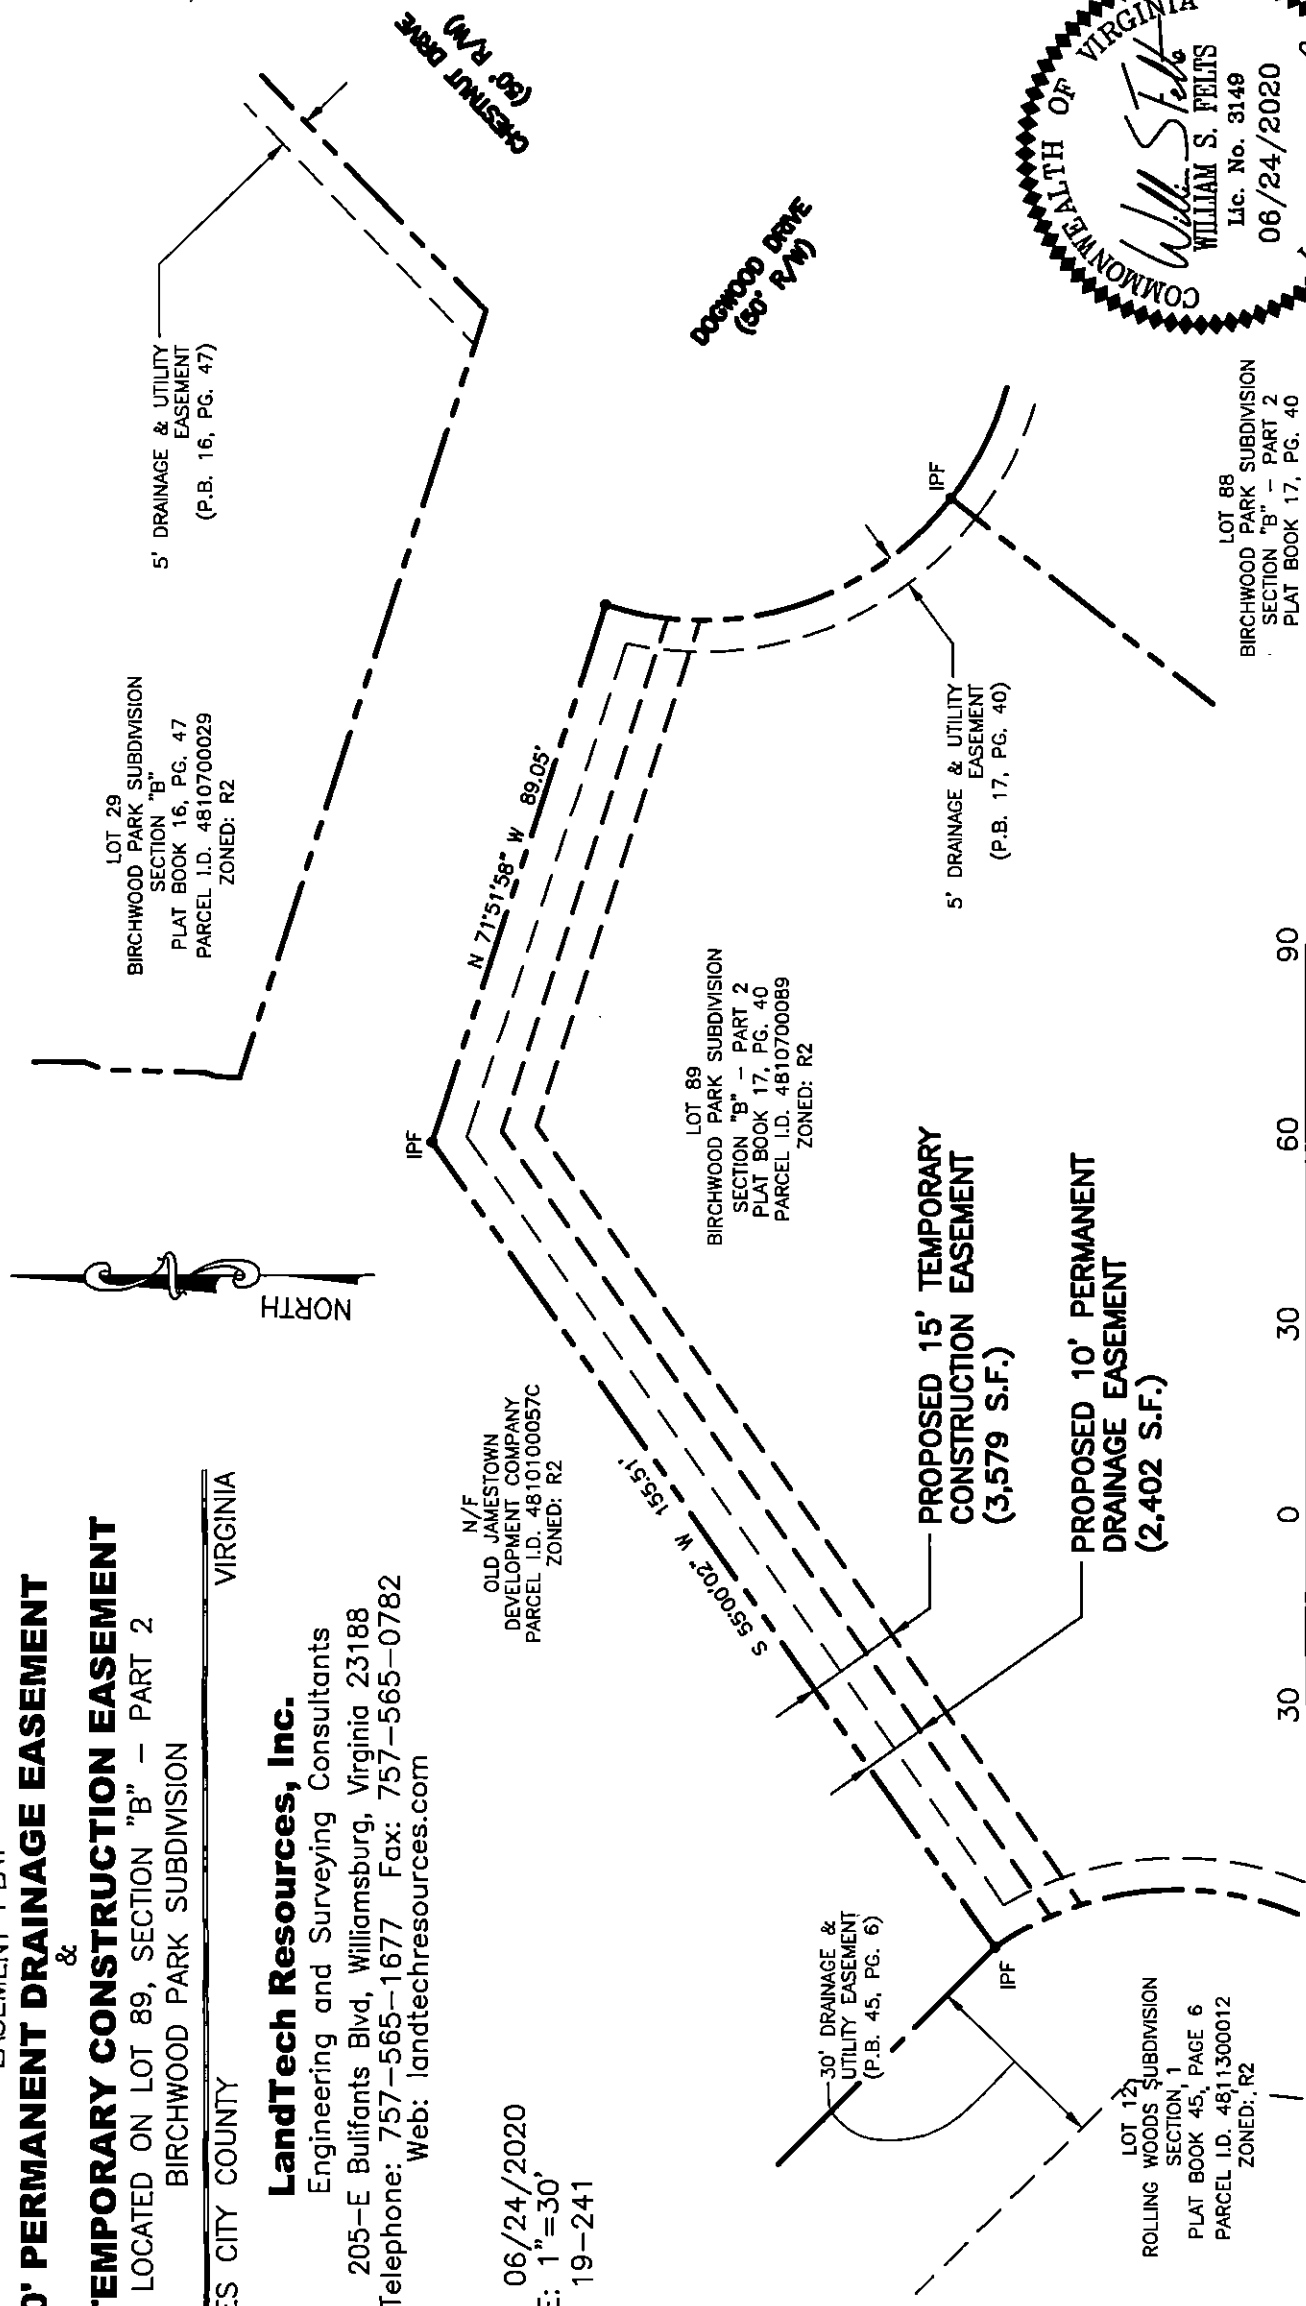 0' PERMANENT DRAINAGE EASEMENT
&
TEMPORARY CONSTRUCTION EASEMENT
LOCATED ON LOT 89, SECTION "B" – PART 2
BIRCHWOOD PARK SUBDIVISION
ES CITY COUNTY
VIRGINIA
LandTech Resources, Inc.
Engineering and Surveying Consultants
205–E Bulifants Blvd, Williamsburg, Virginia 23188
Telephone: 757–565–1677 Fax: 757–565–0782
Web: landtechresources.com
06/24/2020
E: 1"=30'
19–241
NORTH
LOT 29
BIRCHWOOD PARK SUBDIVISION
SECTION "B"
PLAT BOOK 16, PG. 47
PARCEL I.D. 4810700029
ZONED: R2
5' DRAINAGE & UTILITY
EASEMENT
(P.B. 16, PG. 47)
CHESTNUT DRIVE
(50' R/W)
DOGWOOD DRIVE
(50' R/W)
N/F
OLD JAMESTOWN
DEVELOPMENT COMPANY
PARCEL I.D. 4810100057C
ZONED: R2
IPF
N 71°51'58" W 89.05'
S 55°00'02" W 155.51'
IPF
LOT 89
BIRCHWOOD PARK SUBDIVISION
SECTION "B" – PART 2
PLAT BOOK 17, PG. 40
PARCEL I.D. 4810700089
ZONED: R2
5' DRAINAGE & UTILITY
EASEMENT
(P.B. 17, PG. 40)
30' DRAINAGE &
UTILITY EASEMENT
(P.B. 45, PG. 6)
IPF
PROPOSED 15' TEMPORARY
CONSTRUCTION EASEMENT
(3,579 S.F.)
PROPOSED 10' PERMANENT
DRAINAGE EASEMENT
(2,402 S.F.)
LOT 12
ROLLING WOODS SUBDIVISION
SECTION 1
PLAT BOOK 45, PAGE 6
PARCEL I.D. 4811300012
ZONED: R2
LOT 88
BIRCHWOOD PARK SUBDIVISION
SECTION "B" – PART 2
PLAT BOOK 17, PG. 40
COMMONWEALTH OF VIRGINIA
William S Felts
WILLIAM S. FELTS
Lic. No. 3149
06/24/2020
30 0 30 60 90